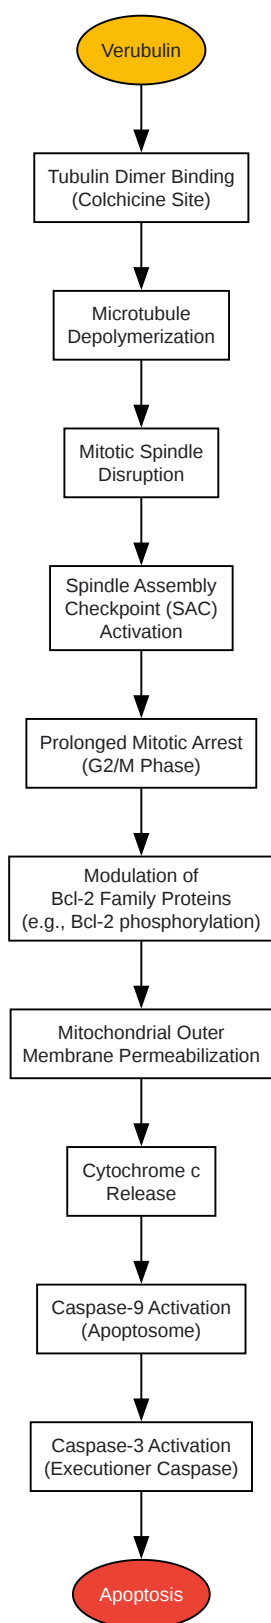 Verubulin
Tubulin Dimer Binding
(Colchicine Site)
Microtubule
Depolymerization
Mitotic Spindle
Disruption
Spindle Assembly
Checkpoint (SAC)
Activation
Prolonged Mitotic Arrest
(G2/M Phase)
Modulation of
Bcl-2 Family Proteins
(e.g., Bcl-2 phosphorylation)
Mitochondrial Outer
Membrane Permeabilization
Cytochrome c
Release
Caspase-9 Activation
(Apoptosome)
Caspase-3 Activation
(Executioner Caspase)
Apoptosis